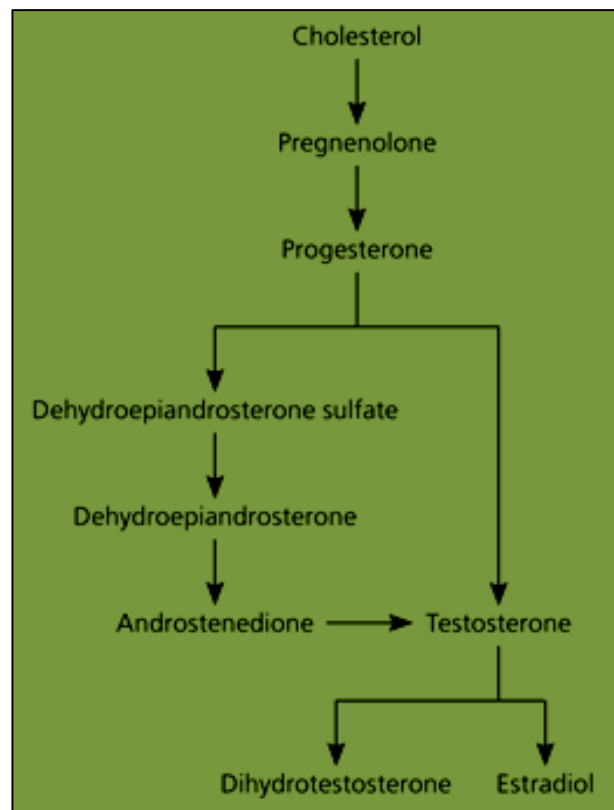 Cholesterol
Pregnenolone
Progesterone
Dehydroepiandrosterone sulfate
Dehydroepiandrosterone
Androstenedione
Testosterone
Dihydrotestosterone
Estradiol